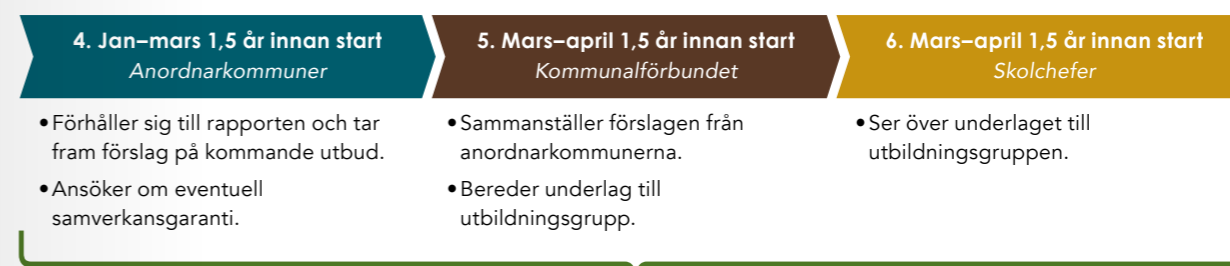 4. Jan–mars 1,5 år innan start
Anordnarkommuner
• Förhåller sig till rapporten och tar
fram förslag på kommande utbud.
• Ansöker om eventuell
samverkansgaranti.
5. Mars–april 1,5 år innan start
Kommunalförbundet
• Sammanställer förslagen från
anordnarkommunerna.
• Bereder underlag till
utbildningsgrupp.
6. Mars–april 1,5 år innan start
Skolchefer
• Ser över underlaget till
utbildningsgruppen.